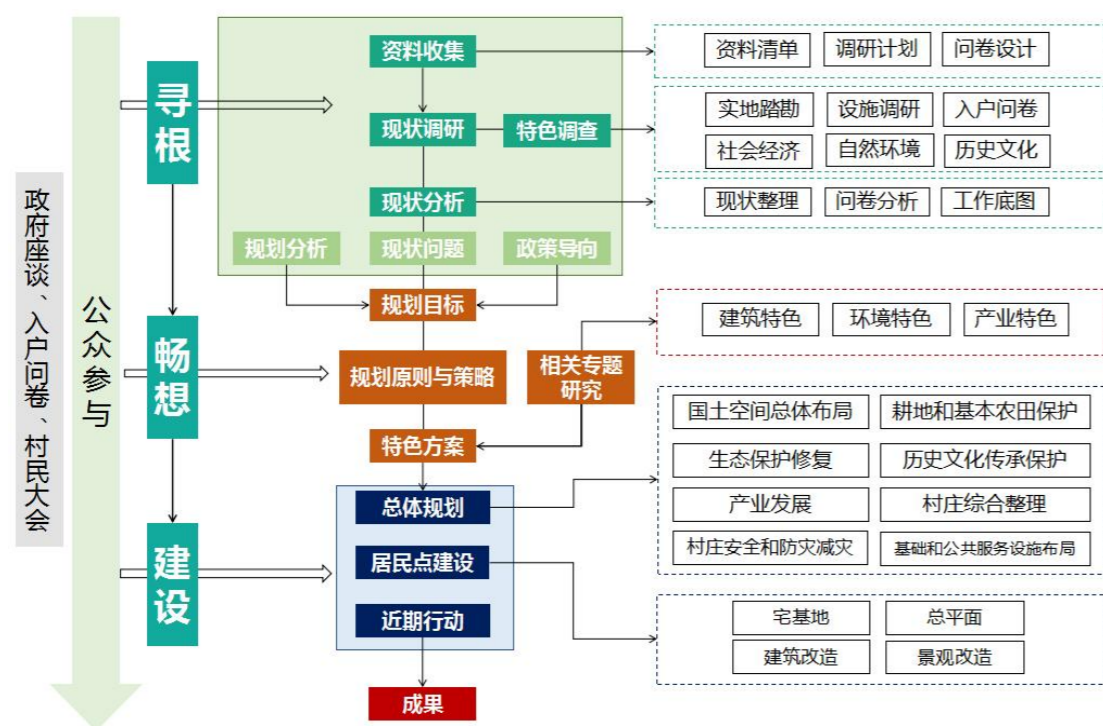 政府座谈、入户问卷、村民大会
公众参与
寻根
畅想
建设
资料收集
现状调研
特色调查
现状分析
规划分析
现状问题
政策导向
规划目标
规划原则与策略
相关专题
研究
特色方案
总体规划
居民点建设
近期行动
成果
资料清单
调研计划
问卷设计
实地踏勘
设施调研
入户问卷
社会经济
自然环境
历史文化
现状整理
问卷分析
工作底图
建筑特色
环境特色
产业特色
国土空间总体布局
耕地和基本农田保护
生态保护修复
历史文化传承保护
产业发展
村庄综合整理
村庄安全和防灾减灾
基础和公共服务设施布局
宅基地
总平面
建筑改造
景观改造